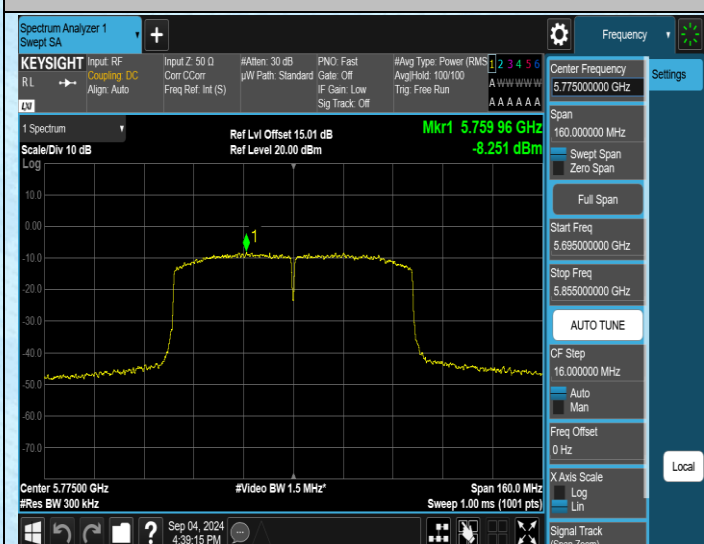 Spectrum Analyzer 1
Swept SA
+
Frequency
KEYSIGHT
RL
LXI
Input: RF
Coupling: DC
Align: Auto
Input Z: 50 Ω
Corr CCorr
Freq Ref: Int (S)
#Atten: 30 dB
µW Path: Standard
PNO: Fast
Gate: Off
IF Gain: Low
Sig Track: Off
#Avg Type: Power (RMS
Avg|Hold: 100/100
Trig: Free Run
1 2 3 4 5 6
A W W W W W
A A A A A A
1 Spectrum
Scale/Div 10 dB
Log
Ref Lvl Offset 15.01 dB
Ref Level 20.00 dBm
Mkr1 5.759 96 GHz
-8.251 dBm
10.0
0.00
-10.0
-20.0
-30.0
-40.0
-50.0
-60.0
-70.0
1
Center 5.77500 GHz
#Res BW 300 kHz
#Video BW 1.5 MHz*
Span 160.0 MHz
Sweep 1.00 ms (1001 pts)
?
Sep 04, 2024
4:39:15 PM
Center Frequency
5.775000000 GHz
Span
160.000000 MHz
Swept Span
Zero Span
Full Span
Start Freq
5.695000000 GHz
Stop Freq
5.855000000 GHz
AUTO TUNE
CF Step
16.000000 MHz
Auto
Man
Freq Offset
0 Hz
X Axis Scale
Log
Lin
Signal Track
(Span Zoom)
Settings
Local